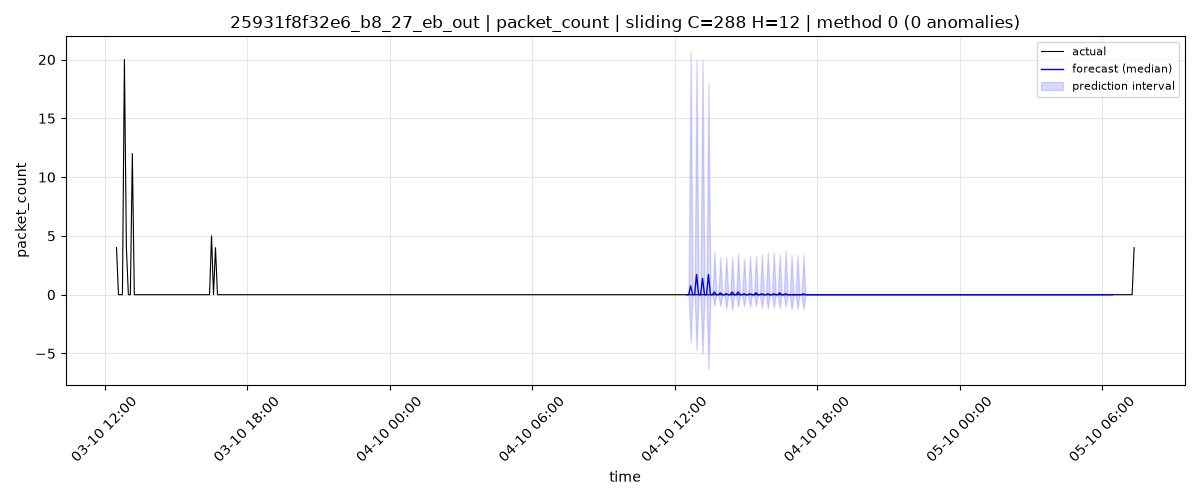 25931f8f32e6_b8_27_eb_out | packet_count | sliding C=288 H=12 | method 0 (0 anomalies)
actual
forecast (median)
prediction interval
20
15
10
5
0
−5
packet_count
03-10 12:00
03-10 18:00
04-10 00:00
04-10 06:00
04-10 12:00
04-10 18:00
05-10 00:00
05-10 06:00
time